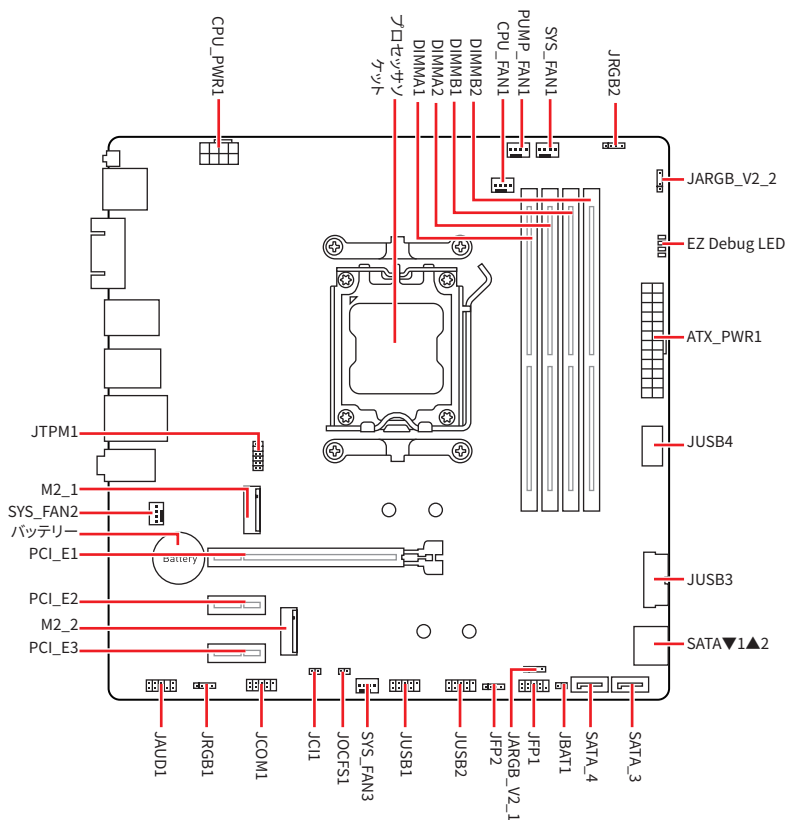 CPU_PWR1
プロセッサソ
ケット
DIMMA1
DIMMA2
DIMMB1
DIMMB2
CPU_FAN1
PUMP_FAN1
SYS_FAN1
JRGB2
JARGB_V2_2
EZ Debug LED
ATX_PWR1
JUSB4
JUSB3
SATA▼1▲2
JTPM1
M2_1
SYS_FAN2
バッテリー
Battery
PCI_E1
PCI_E2
M2_2
PCI_E3
JAUD1
JRGB1
JCOM1
JCI1
JOCFS1
SYS_FAN3
JUSB1
JUSB2
JFP2
JARGB_V2_1
JFP1
JBAT1
SATA_4
SATA_3